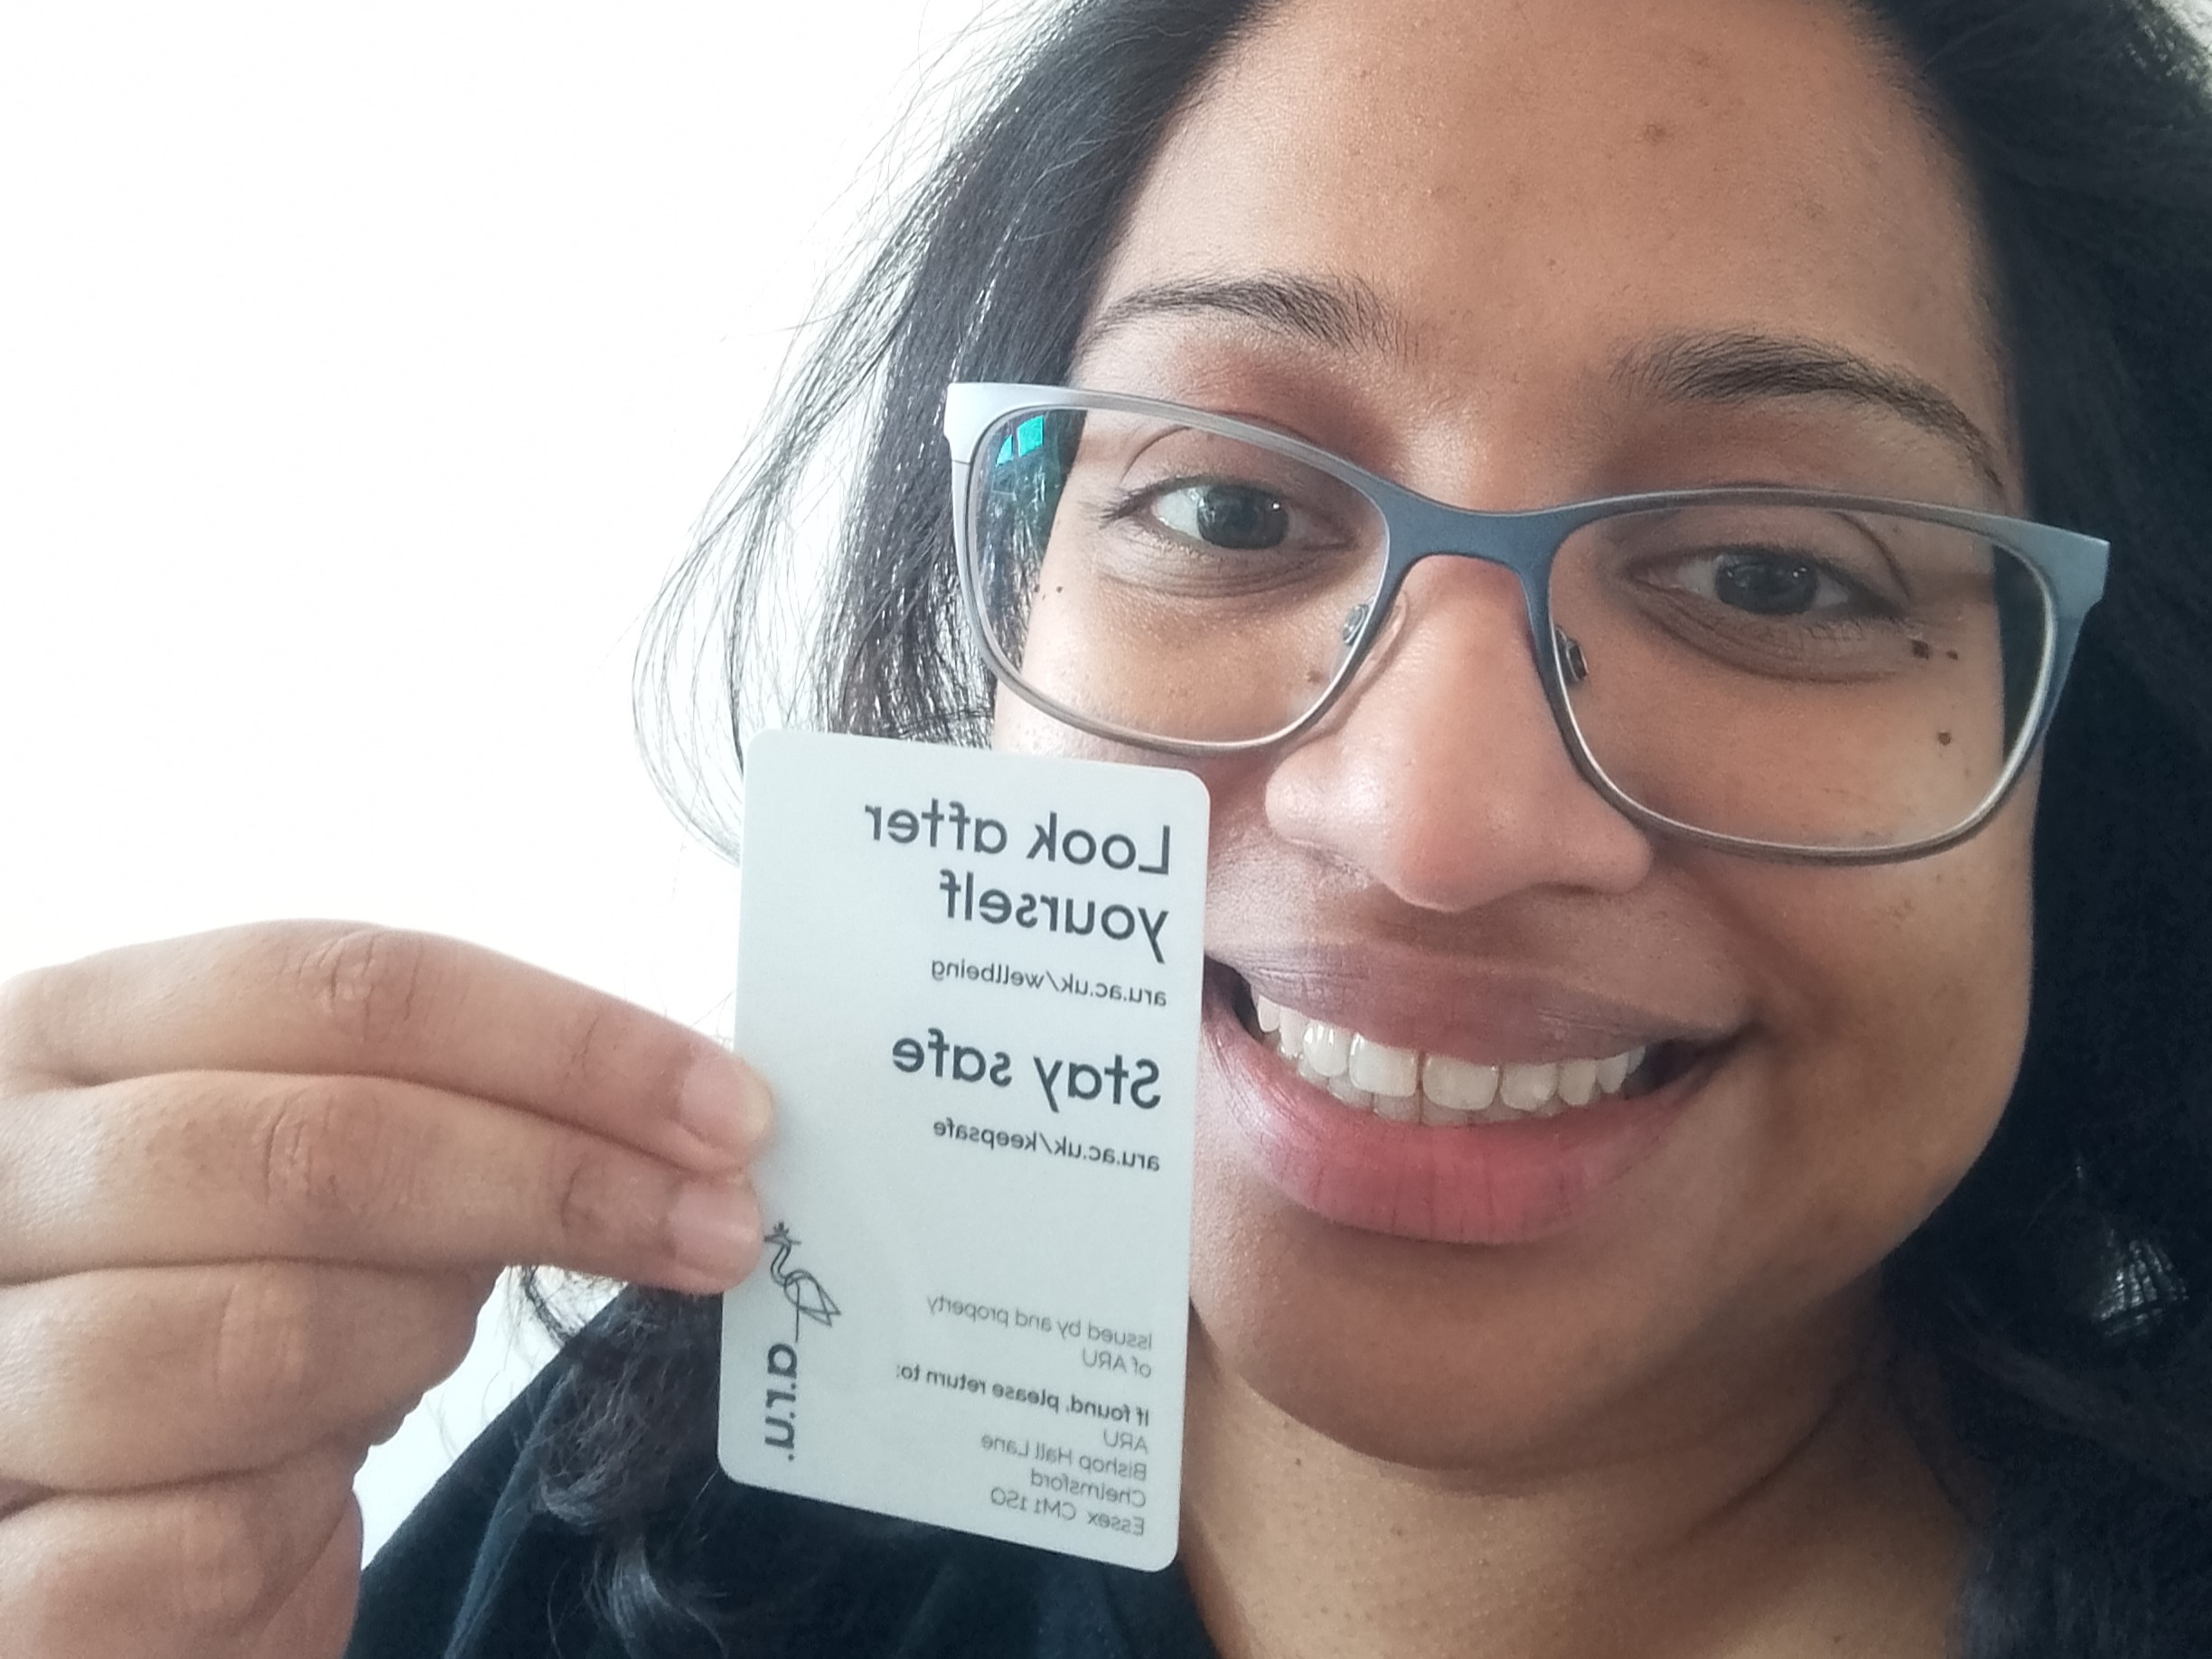 Look after
yourself
aru.ac.uk/wellbeing
Stay safe
aru.ac.uk/keepsafe
Issued by and property
of ARU
If found, please return to:
ARU
Bishop Hall Lane
Chelmsford
Essex CM1 1SQ
a.r.u.